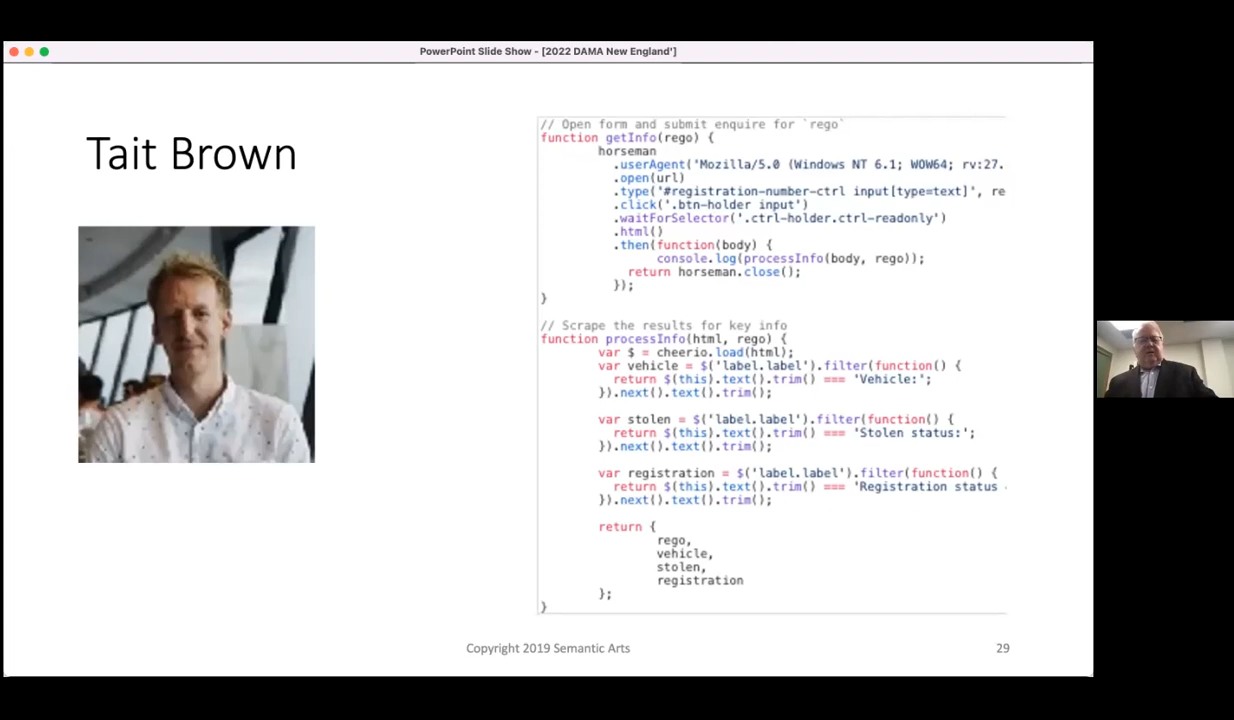 PowerPoint Slide Show - [2022 DAMA New England']
Tait Brown
// Open form and submit enquire for `rego`
function getInfo(rego) {
horseman
.userAgent('Mozilla/5.0 (Windows NT 6.1; WOW64; rv:27.
.open(url)
.type('#registration-number-ctrl input[type=text]', re
.click('.btn-holder input')
.waitForSelector('.ctrl-holder.ctrl-readonly')
.html()
.then(function(body) {
console.log(processInfo(body, rego));
return horseman.close();
});
}
// Scrape the results for key info
function processInfo(html, rego) {
var $ = cheerio.load(html);
var vehicle = $('label.label').filter(function() {
return $(this).text().trim() === 'Vehicle:';
}).next().text().trim();
var stolen = $('label.label').filter(function() {
return $(this).text().trim() === 'Stolen status:';
}).next().text().trim();
var registration = $('label.label').filter(function() {
return $(this).text().trim() === 'Registration status
}).next().text().trim();
return {
rego,
vehicle,
stolen,
registration
};
}
Copyright 2019 Semantic Arts
29